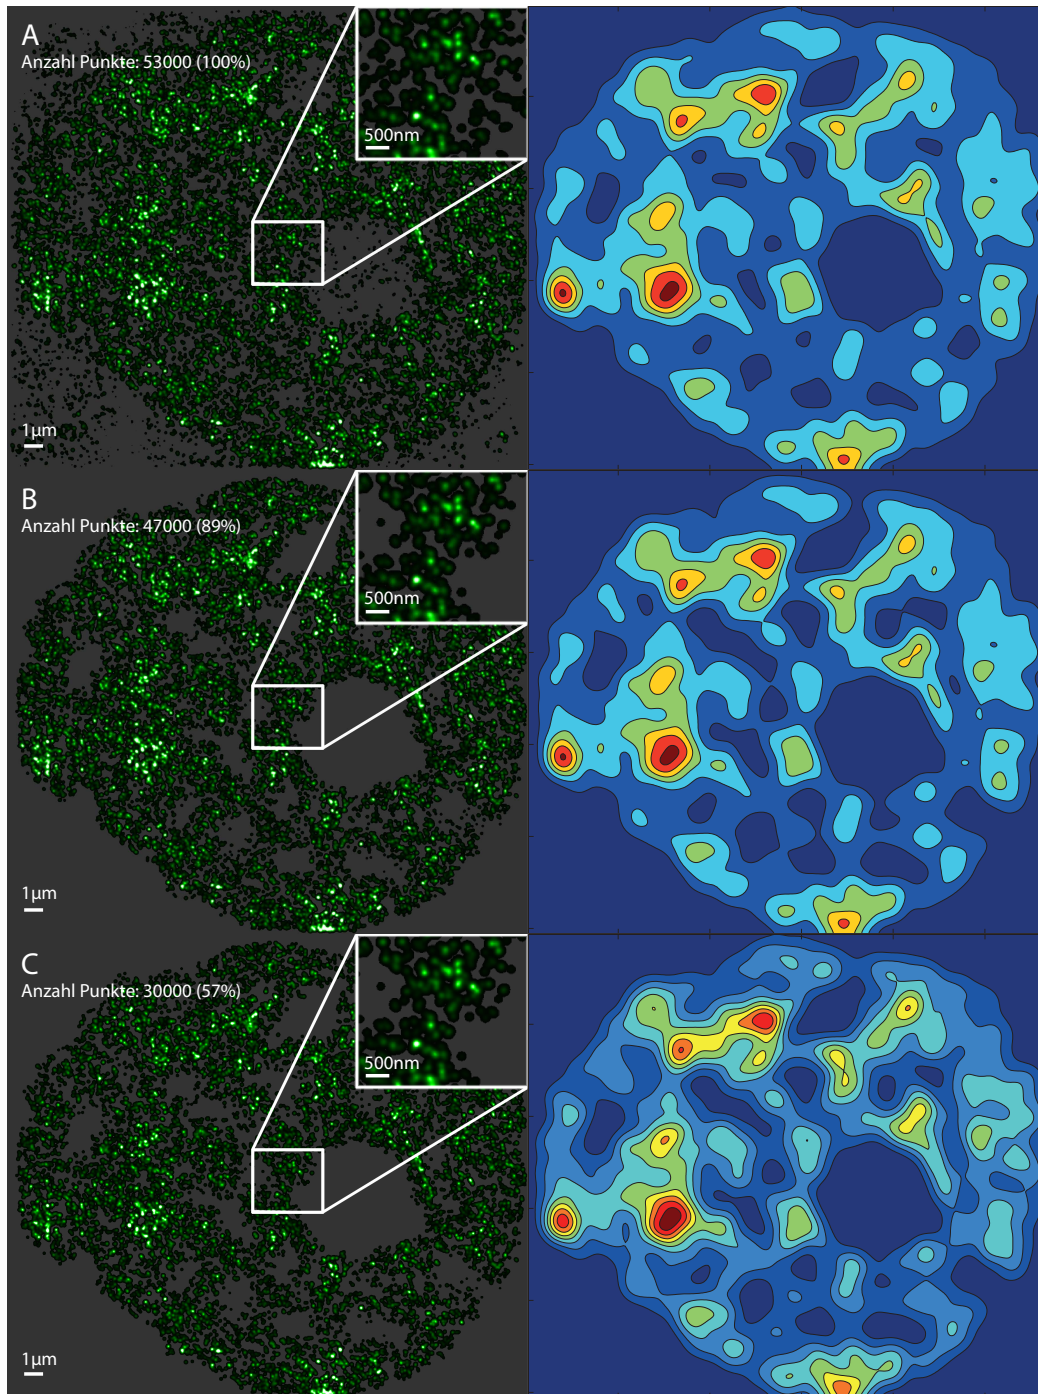 A
Anzahl Punkte: 53000 (100%)
500nm
1µm
B
Anzahl Punkte: 47000 (89%)
500nm
1µm
C
Anzahl Punkte: 30000 (57%)
500nm
1µm